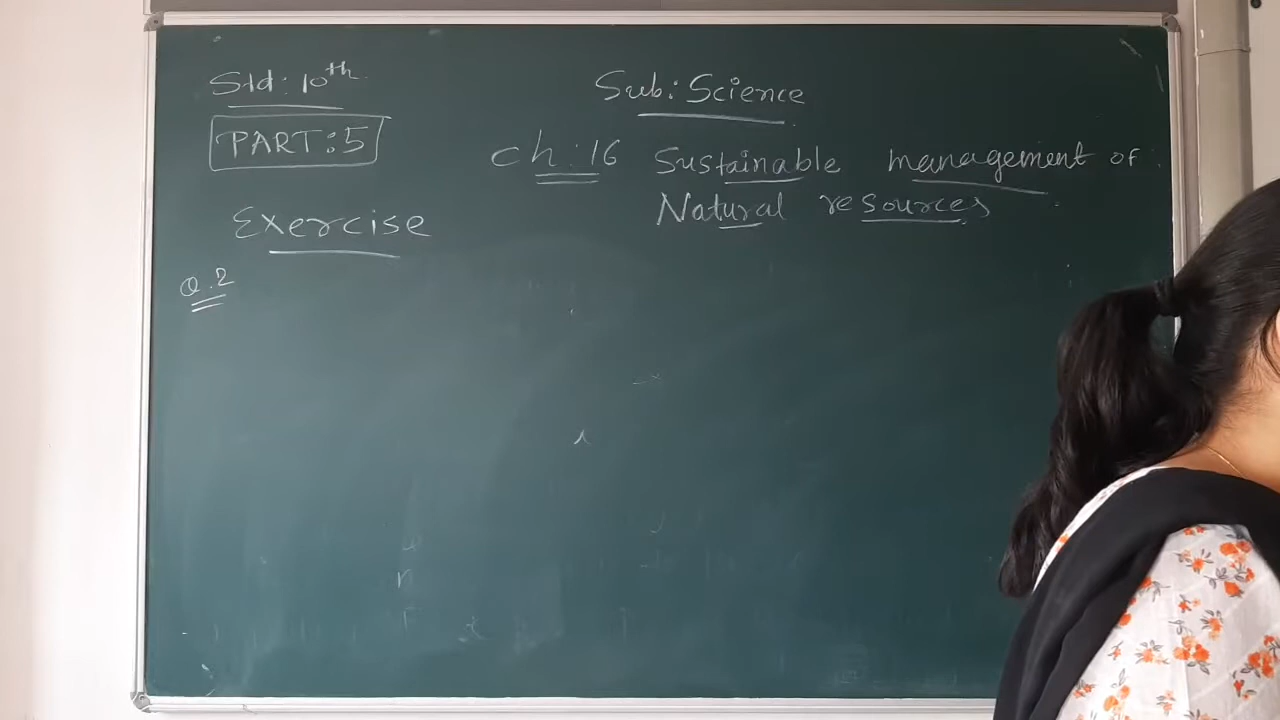 Std: 10th
Sub: Science
PART: 5
Ch: 16 Sustainable management of
Natural resources
Exercise
Q.2